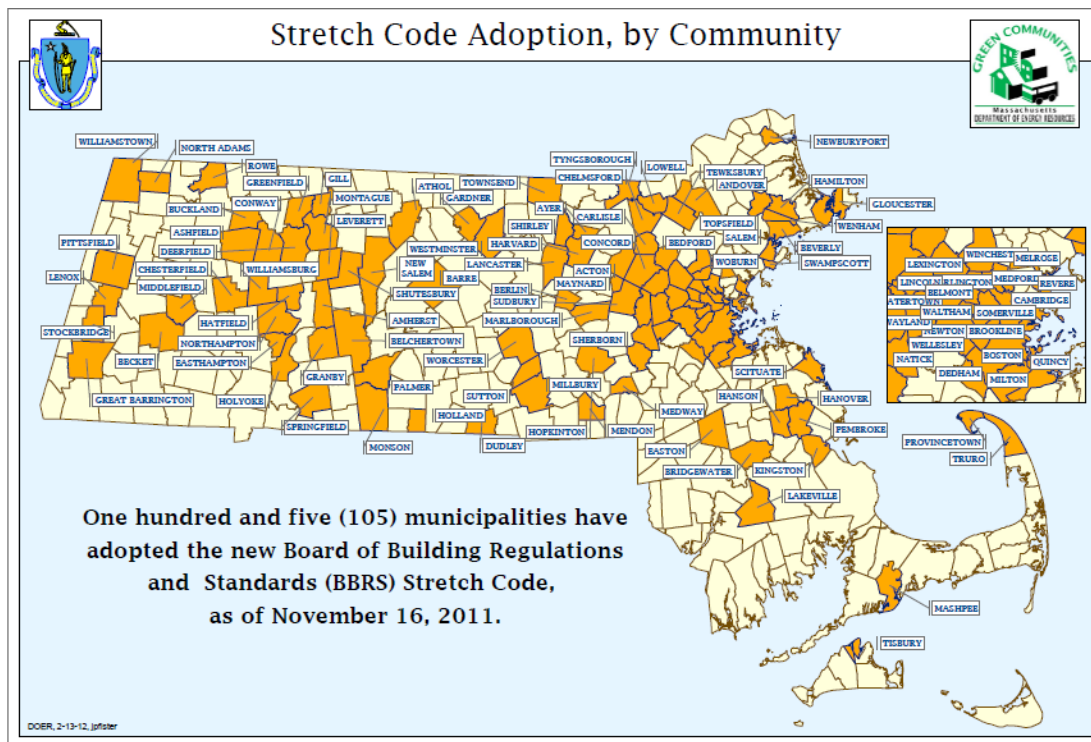 Stretch Code Adoption, by Community
GREEN COMMUNITIES
Massachusetts
DEPARTMENT OF ENERGY RESOURCES
WILLIAMSTOWN
NORTH ADAMS
ROWE
GREENFIELD
GILL
CONWAY
MONTAGUE
BUCKLAND
LEVERETT
ASHFIELD
DEERFIELD
PITTSFIELD
CHESTERFIELD
WILLIAMSBURG
MIDDLEFIELD
LENOX
HATFIELD
STOCKBRIDGE
NORTHAMPTON
BECKET
EASTHAMPTON
GREAT BARRINGTON
HOLYOKE
GRANBY
SPRINGFIELD
MONSON
PALMER
HOLLAND
DUDLEY
SUTTON
WORCESTER
BELCHERTOWN
AMHERST
SHUTESBURY
NEW
SALEM
BARRE
WESTMINSTER
ATHOL
GARDNER
TOWNSEND
AYER
SHIRLEY
HARVARD
LANCASTER
BERLIN
SUDBURY
MARLBOROUGH
TYNGSBOROUGH
CHELMSFORD
LOWELL
CARLISLE
CONCORD
ACTON
MAYNARD
TEWKSBURY
ANDOVER
TOPSFIELD
SALEM
BEDFORD
WOBURN
NEWBURYPORT
HAMILTON
GLOUCESTER
WENHAM
BEVERLY
SWAMPSCOTT
SHERBORN
MILLBURY
MEDWAY
HOPKINTON
MENDON
SCITUATE
HANSON
HANOVER
PEMBROKE
EASTON
BRIDGEWATER
KINGSTON
LAKEVILLE
PROVINCETOWN
TRURO
MASHPEE
TISBURY
WINCHEST
LEXINGTON
MELROSE
LINCOLN
RLINGTON
MEDFORD
REVERE
BELMONT
CAMBRIDGE
ATERTOWN
WALTHAM
SOMERVILLE
WAYLAND
NEWTON
BROOKLINE
WELLESLEY
NATICK
BOSTON
QUINCY
DEDHAM
MILTON
One hundred and five (105) municipalities have
adopted the new Board of Building Regulations
and Standards (BBRS) Stretch Code,
as of November 16, 2011.
DOER, 2-13-12, jpfister